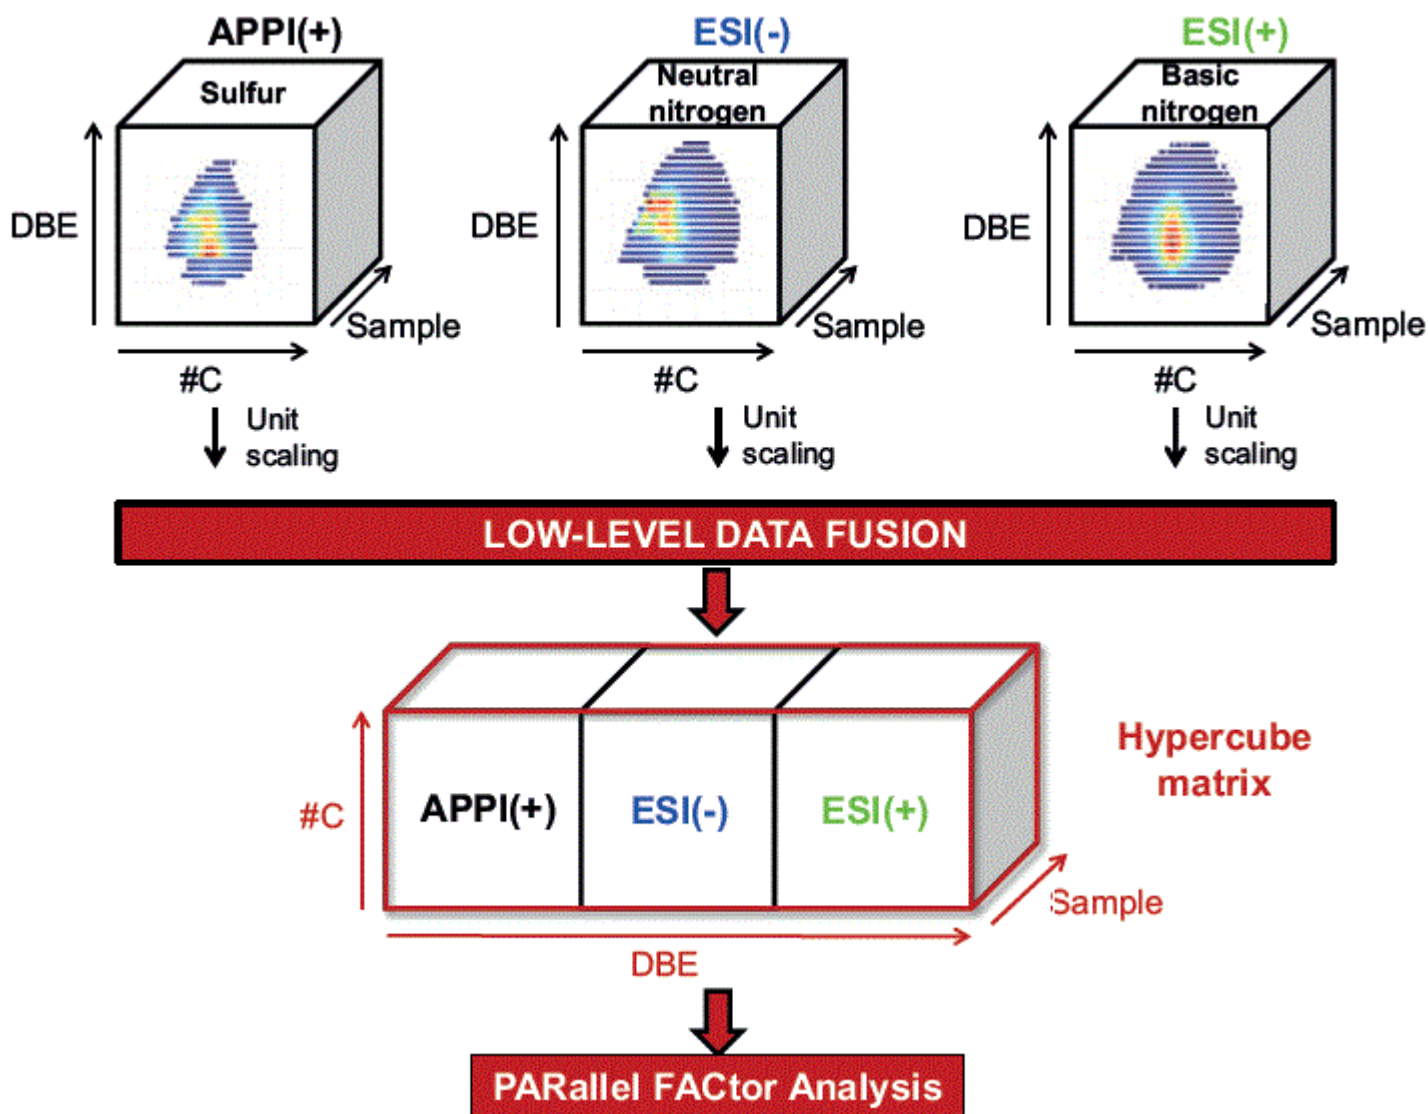 APPI(+)
ESI(-)
ESI(+)
Sulfur
Neutral
nitrogen
Basic
nitrogen
DBE
DBE
DBE
Sample
Sample
Sample
#C
#C
#C
Unit
scaling
Unit
scaling
Unit
scaling
LOW-LEVEL DATA FUSION
Hypercube
matrix
#C
APPI(+)
ESI(-)
ESI(+)
Sample
DBE
PARallel FACtor Analysis